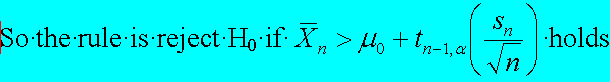 So the rule is reject H₀ if X̅ₙ > μ₀ + tₙ₋₁,α (sₙ / √n) holds